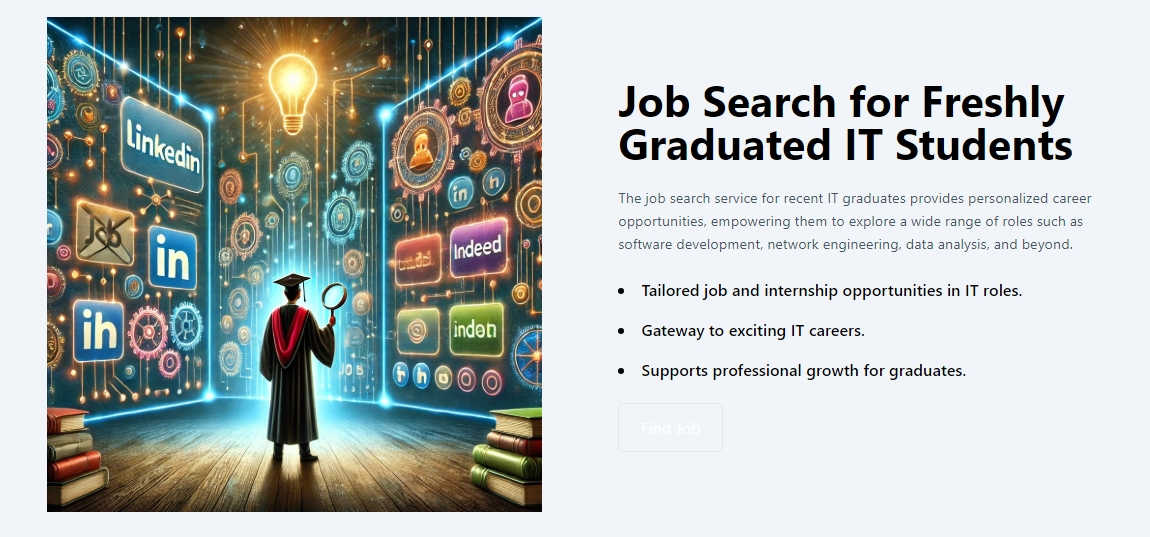 Linkedin
Job
in
in
h
Indeed
ih
indon
JOB
Job Search for Freshly
Graduated IT Students
The job search service for recent IT graduates provides personalized career
opportunities, empowering them to explore a wide range of roles such as
software development, network engineering, data analysis, and beyond.
Tailored job and internship opportunities in IT roles.
Gateway to exciting IT careers.
Supports professional growth for graduates.
Find Job